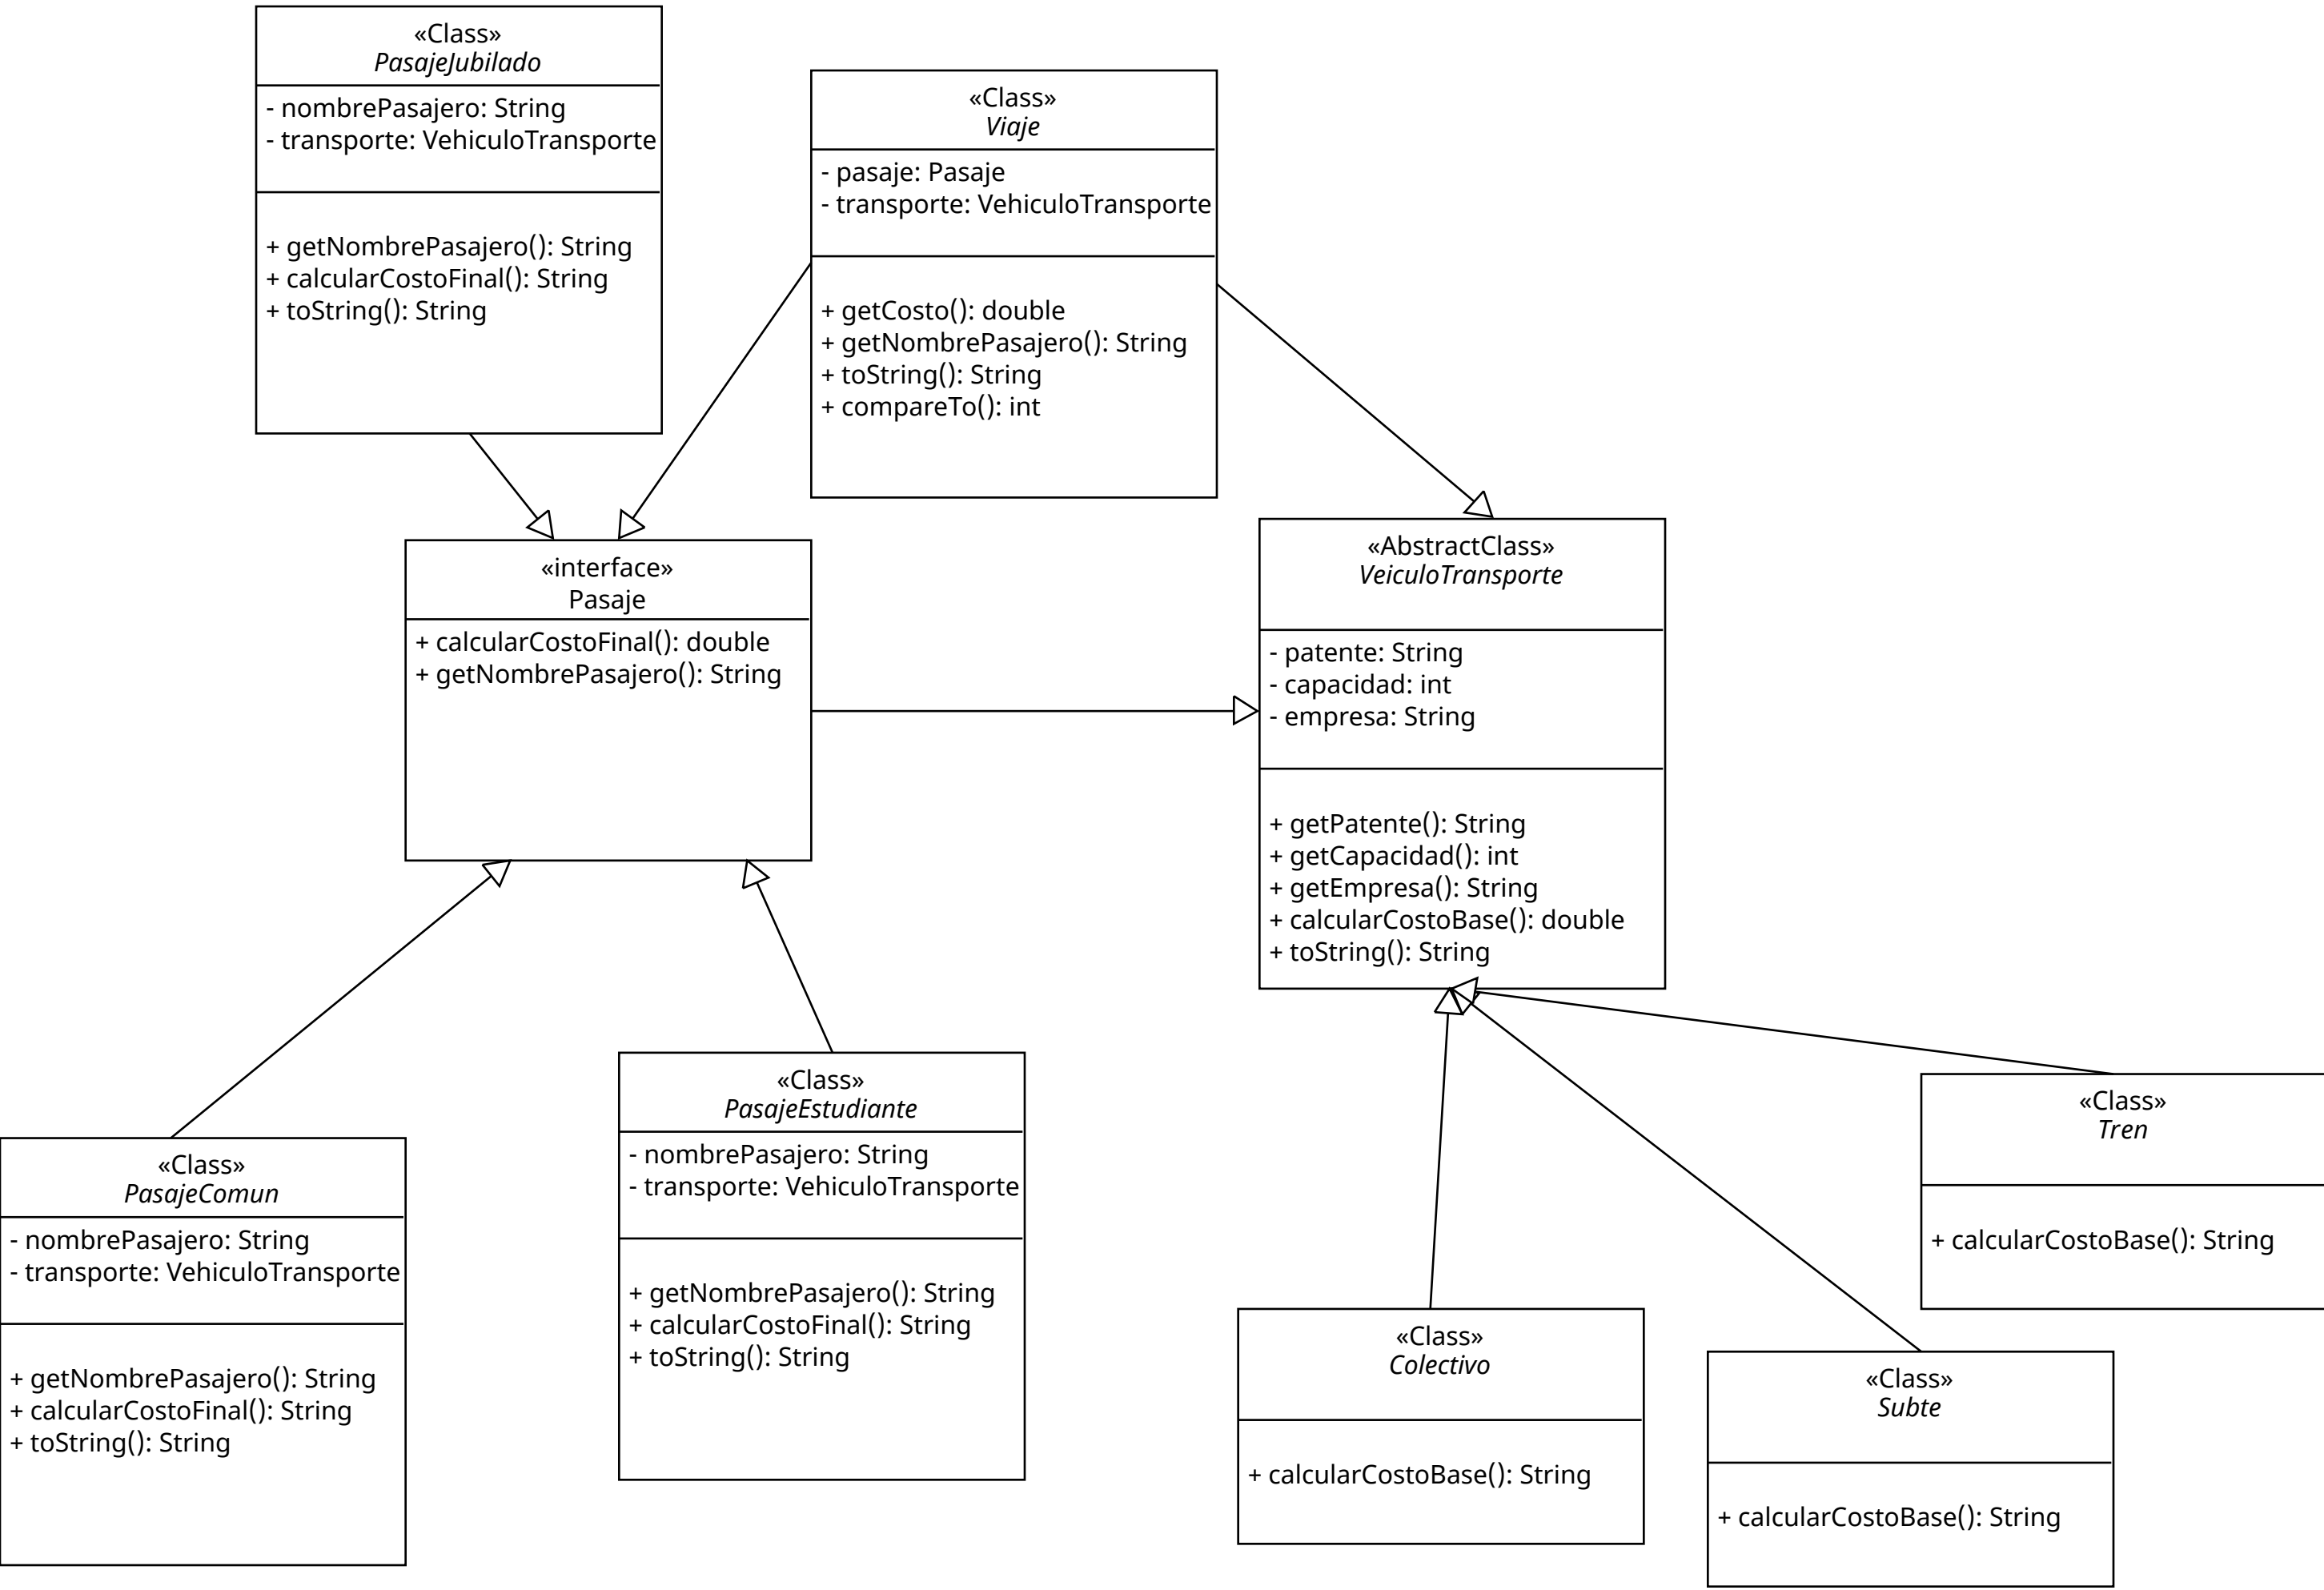 «Class»
PasajeJubilado
- nombrePasajero: String
- transporte: VehiculoTransporte
+ getNombrePasajero(): String
+ calcularCostoFinal(): String
+ toString(): String
«Class»
Viaje
- pasaje: Pasaje
- transporte: VehiculoTransporte
+ getCosto(): double
+ getNombrePasajero(): String
+ toString(): String
+ compareTo(): int
«interface»
Pasaje
+ calcularCostoFinal(): double
+ getNombrePasajero(): String
«AbstractClass»
VeiculoTransporte
- patente: String
- capacidad: int
- empresa: String
+ getPatente(): String
+ getCapacidad(): int
+ getEmpresa(): String
+ calcularCostoBase(): double
+ toString(): String
«Class»
PasajeComun
- nombrePasajero: String
- transporte: VehiculoTransporte
+ getNombrePasajero(): String
+ calcularCostoFinal(): String
+ toString(): String
«Class»
PasajeEstudiante
- nombrePasajero: String
- transporte: VehiculoTransporte
+ getNombrePasajero(): String
+ calcularCostoFinal(): String
+ toString(): String
«Class»
Colectivo
+ calcularCostoBase(): String
«Class»
Subte
+ calcularCostoBase(): String
«Class»
Tren
+ calcularCostoBase(): String